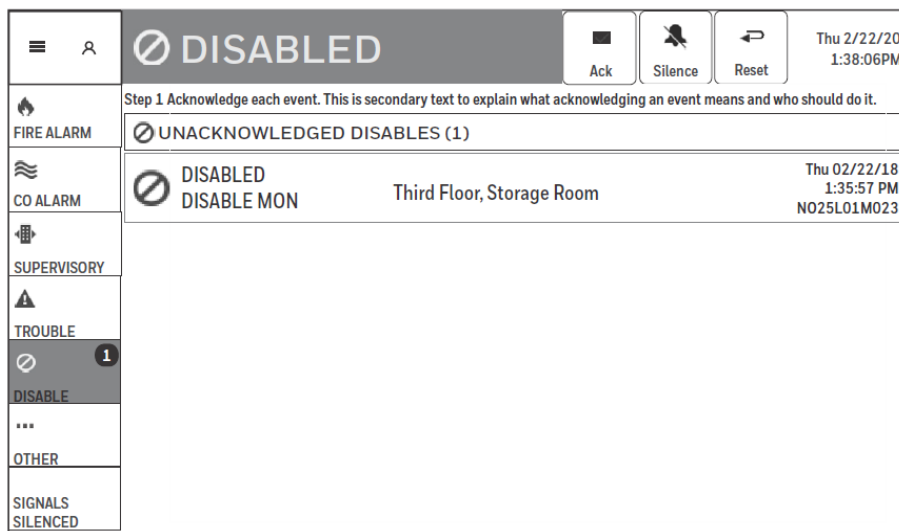 DISABLED
Ack
Silence
Reset
Thu 2/22/20
1:38:06PM
Step 1 Acknowledge each event. This is secondary text to explain what acknowledging an event means and who should do it.
FIRE ALARM
UNACKNOWLEDGED DISABLES (1)
CO ALARM
DISABLED
DISABLE MON
Third Floor, Storage Room
Thu 02/22/18
1:35:57 PM
NO25L01M023
SUPERVISORY
TROUBLE
1
DISABLE
OTHER
SIGNALS
SILENCED